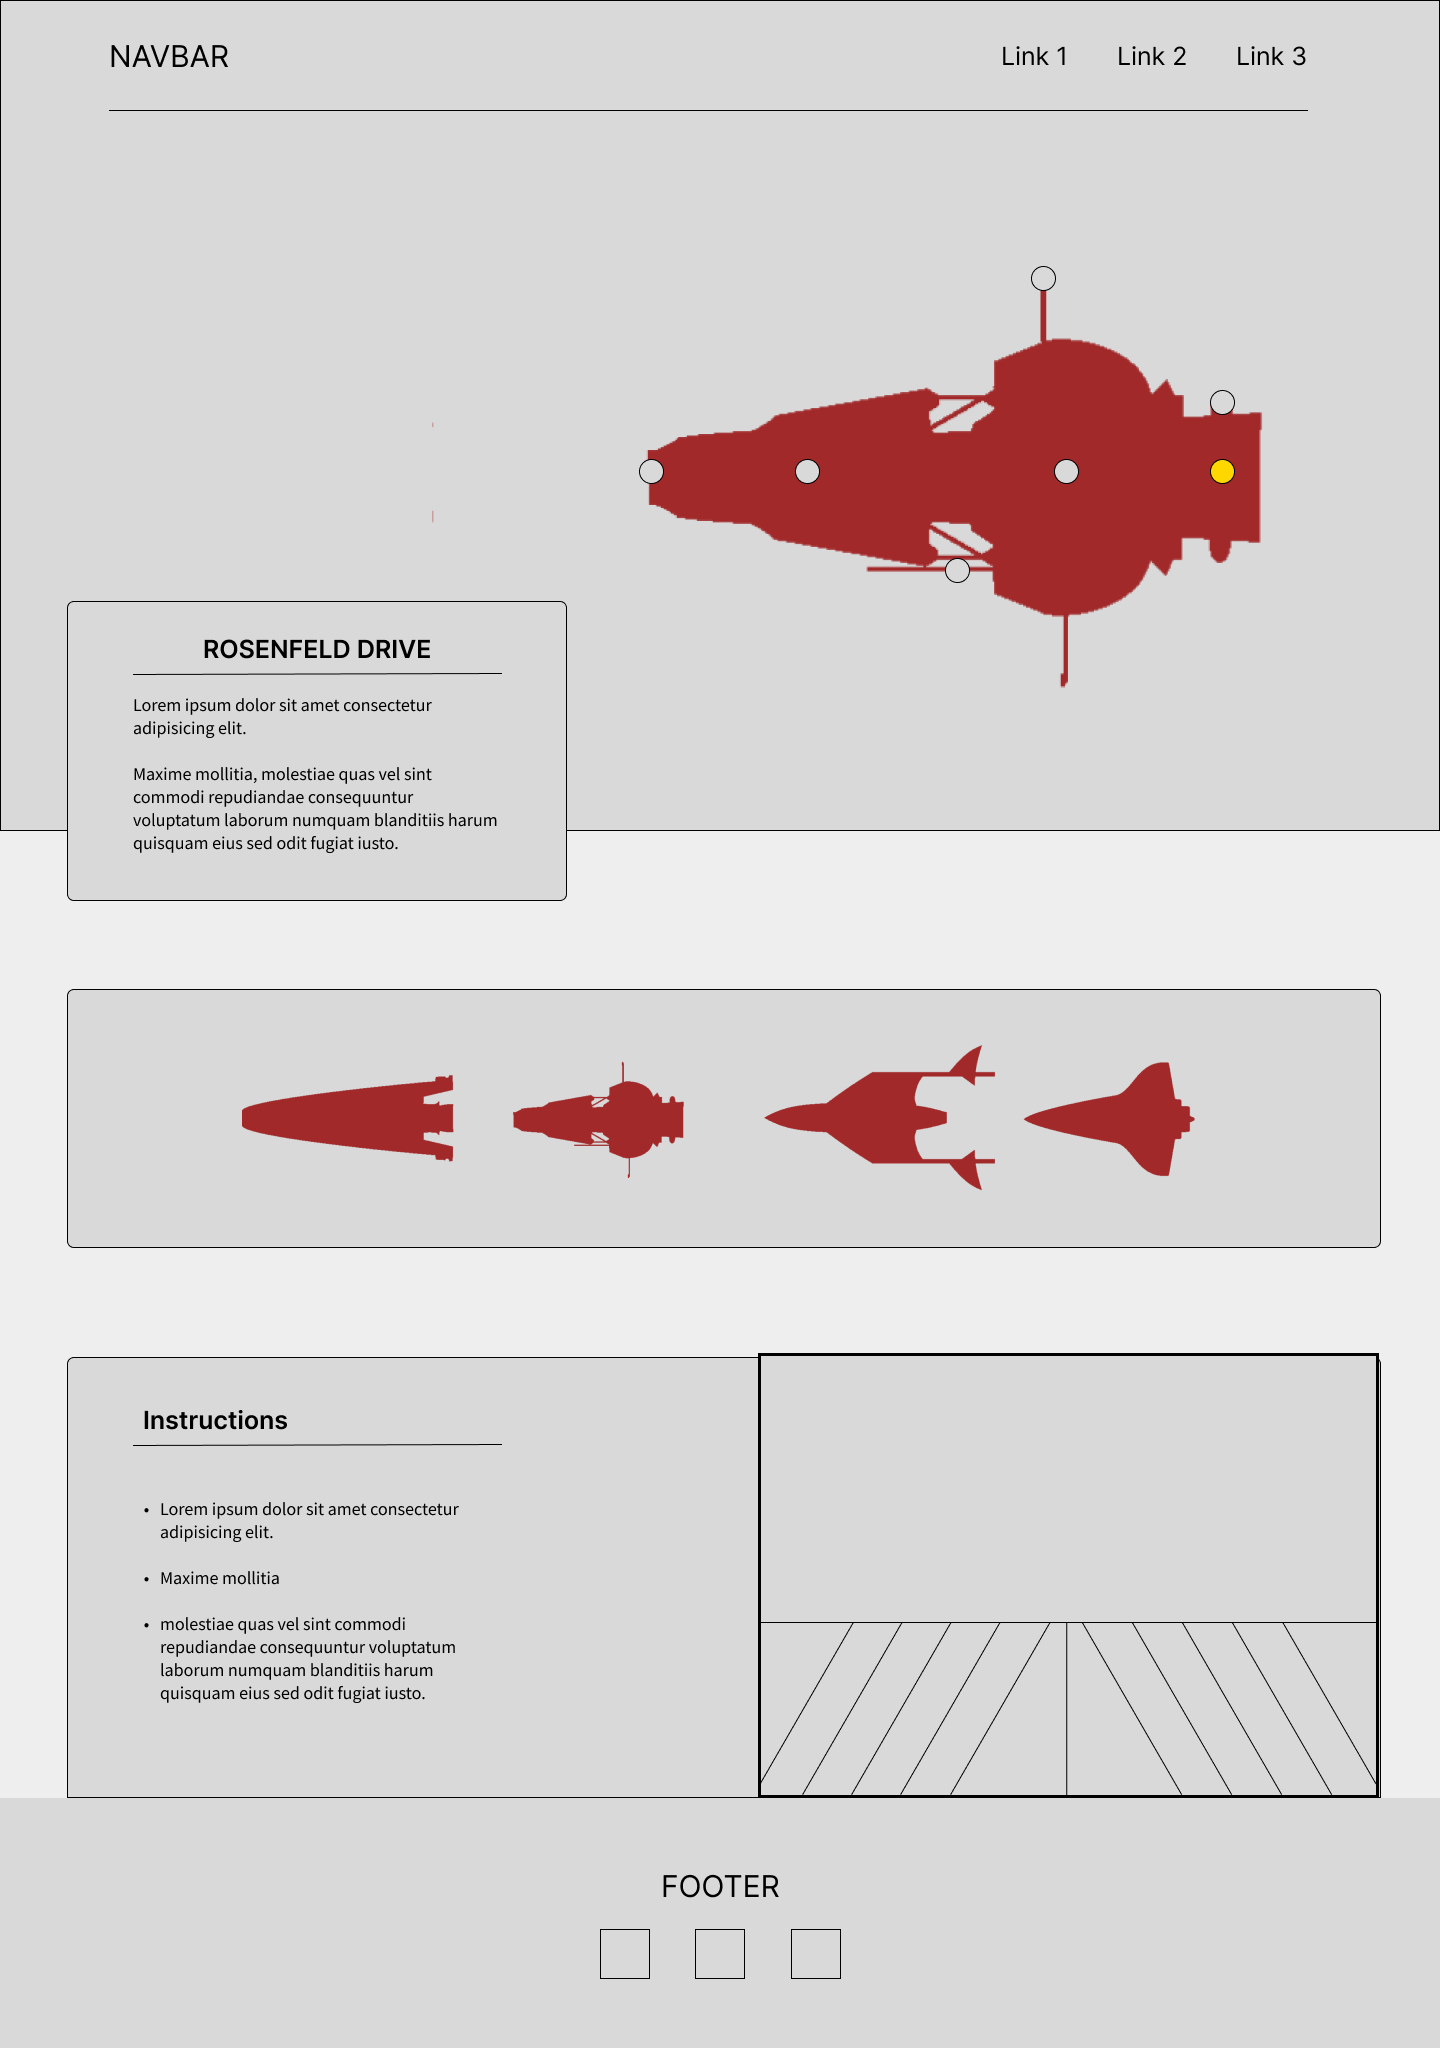 NAVBAR
Link 1
Link 2
Link 3
ROSENFELD DRIVE
Lorem ipsum dolor sit amet consectetur
adipisicing elit.
Maxime mollitia, molestiae quas vel sint
commodi repudiandae consequuntur
voluptatum laborum numquam blanditiis harum
quisquam eius sed odit fugiat iusto.
Instructions
• Lorem ipsum dolor sit amet consectetur
adipisicing elit.
• Maxime mollitia
• molestiae quas vel sint commodi
repudiandae consequuntur voluptatum
laborum numquam blanditiis harum
quisquam eius sed odit fugiat iusto.
FOOTER